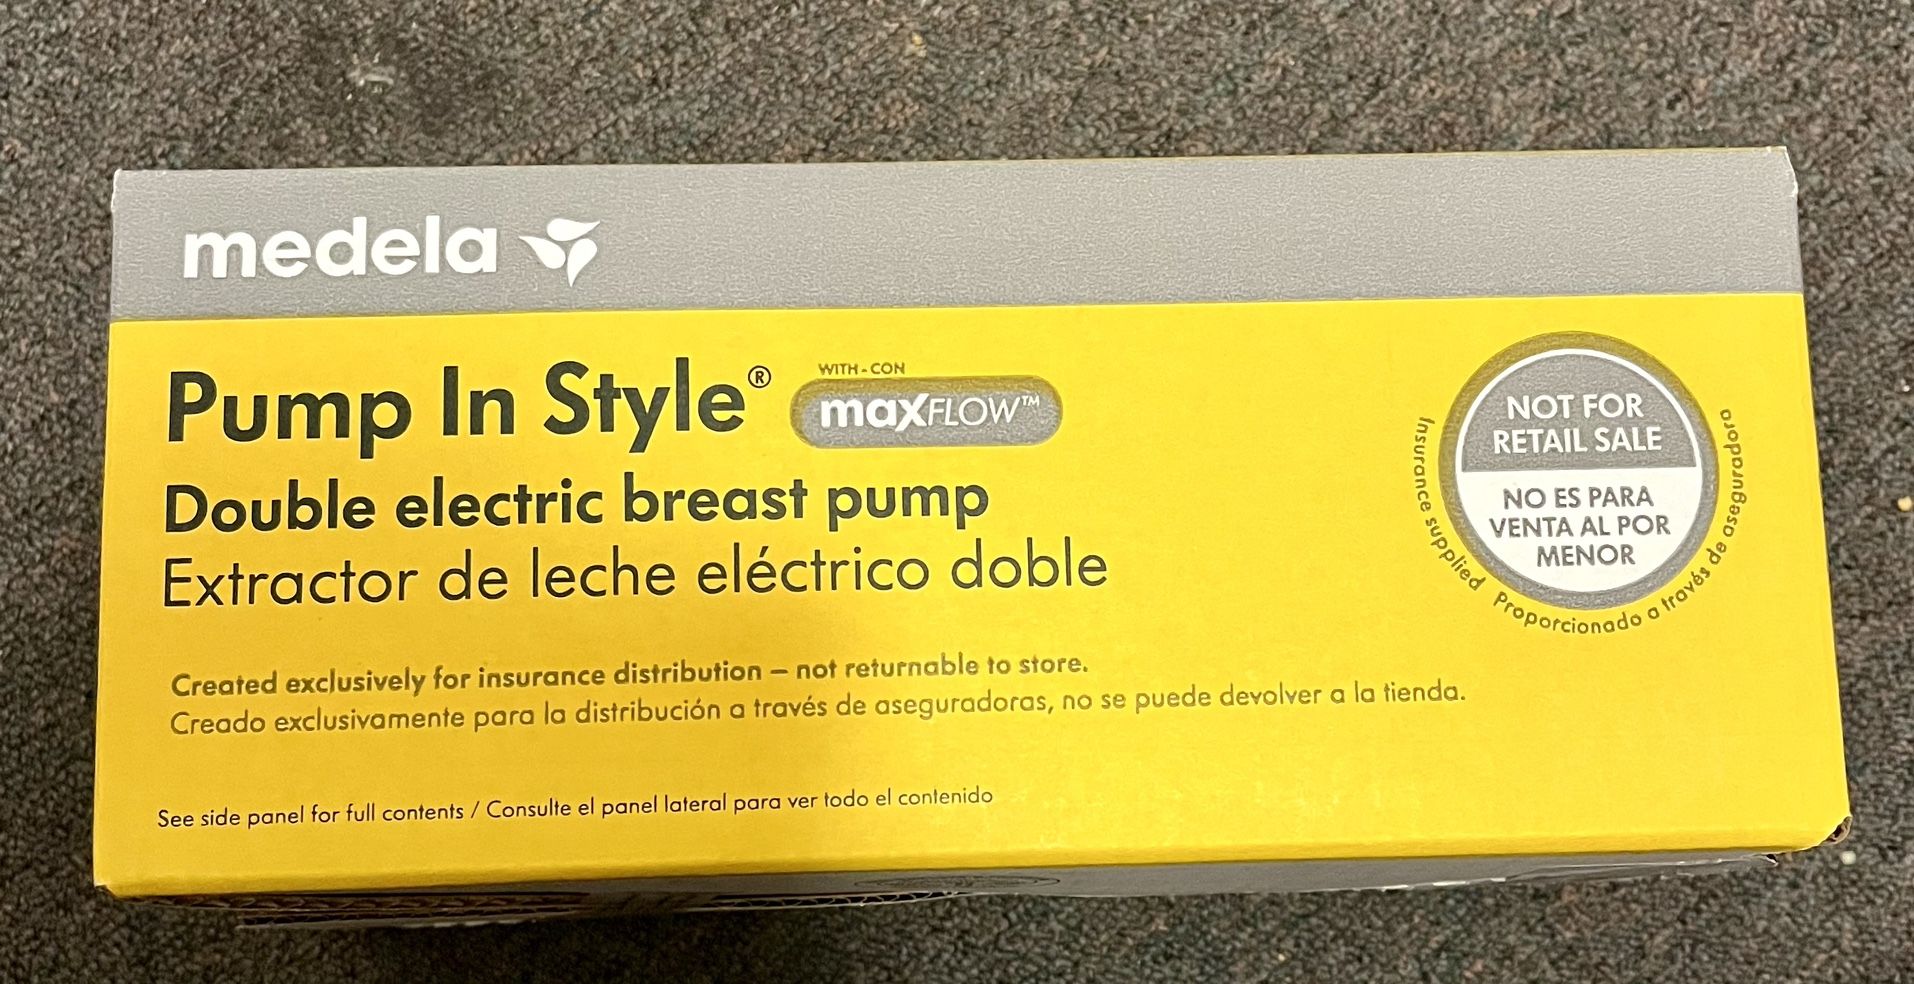 medela
Pump In Style®
WITH-CON
maxFLOW™
Double electric breast pump
Extractor de leche eléctrico doble
NOT FOR
RETAIL SALE
NO ES PARA
VENTA AL POR
MENOR
Insurance supplied
Proporcionado a través de aseguradora
Created exclusively for insurance distribution – not returnable to store.
Creado exclusivamente para la distribución a través de aseguradoras, no se puede devolver a la tienda.
See side panel for full contents / Consulte el panel lateral para ver todo el contenido